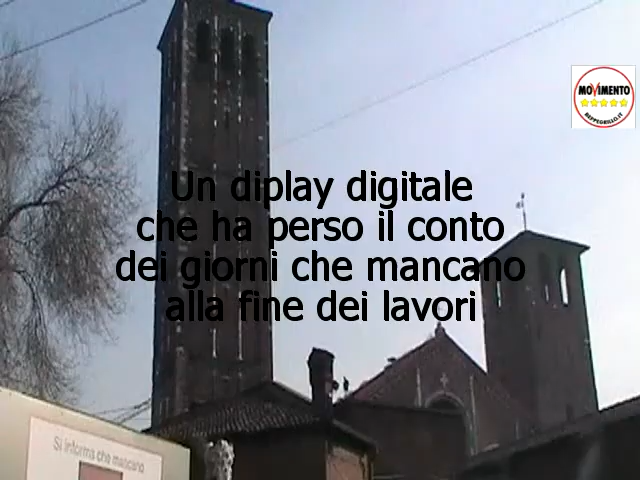 MOVIMENTO
BEPPEGRILLO.IT
Un diplay digitale
che ha perso il conto
dei giorni che mancano
alla fine dei lavori
Si informa che mancano